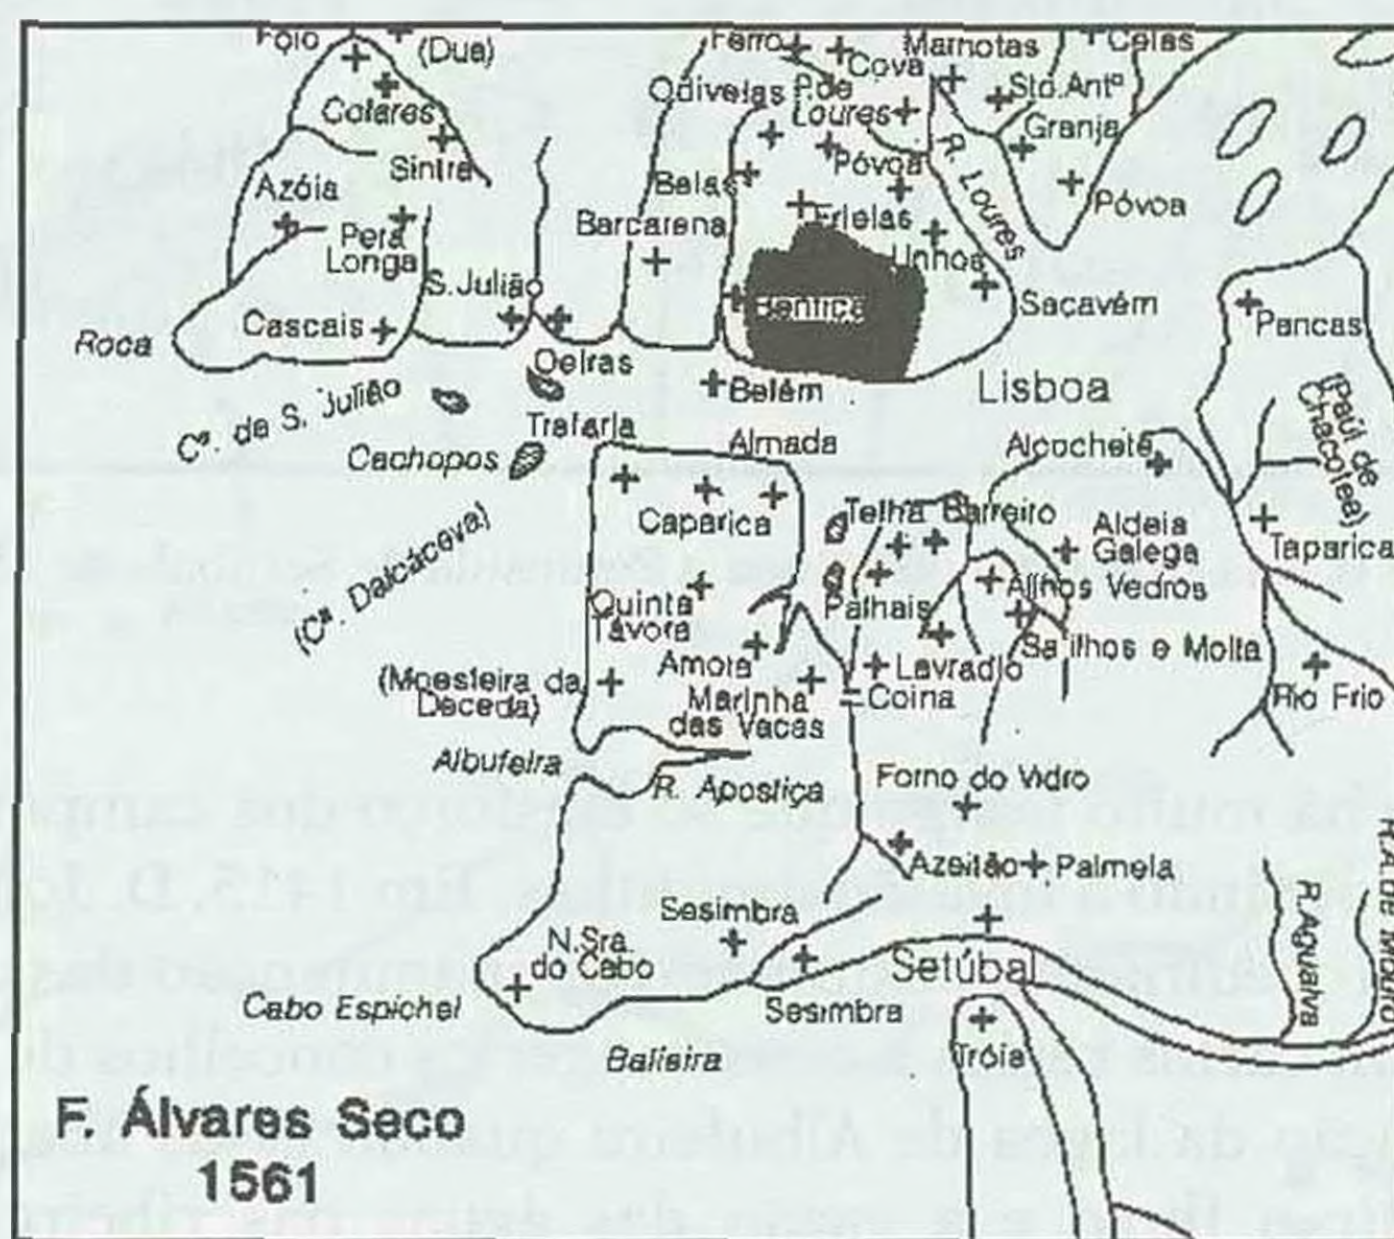 Fojo
(Dua)
Ferro
Cova
Marnotas
Celas
Colares
Odivelas
P.de
Loures
Stº.Antº
Granja
Sintra
Póvoa
R. Loures
Azóia
Belas
Póvoa
Pera
Longa
Barcarena
Frielas
Unhos
S.Julião
Benfica
Sacavém
Pancas
Roca
Cascais
Oeiras
Belém
Lisboa
Cª. de S. Julião
Trafaria
Almada
Alcochete
(Paúl de
Chacotea)
Cachopos
Caparica
Telha
Barreiro
Aldeia
Galega
Taparica
(Cª. Dalcáceva)
Quinta
Távora
Palhais
Alhos Vedros
Amora
Lavradio
Sarilhos e Moita
(Moesteira da
Deceda)
Marinha
das Vacas
Coina
Rio Frio
Albufeira
R. Apostiça
Forno do Vidro
Azeitão
Palmela
Sesimbra
N.Sra.
do Cabo
Setúbal
R.Agualva
Cabo Espichel
Sesimbra
Balieira
Tróia
F. Álvares Seco
1561